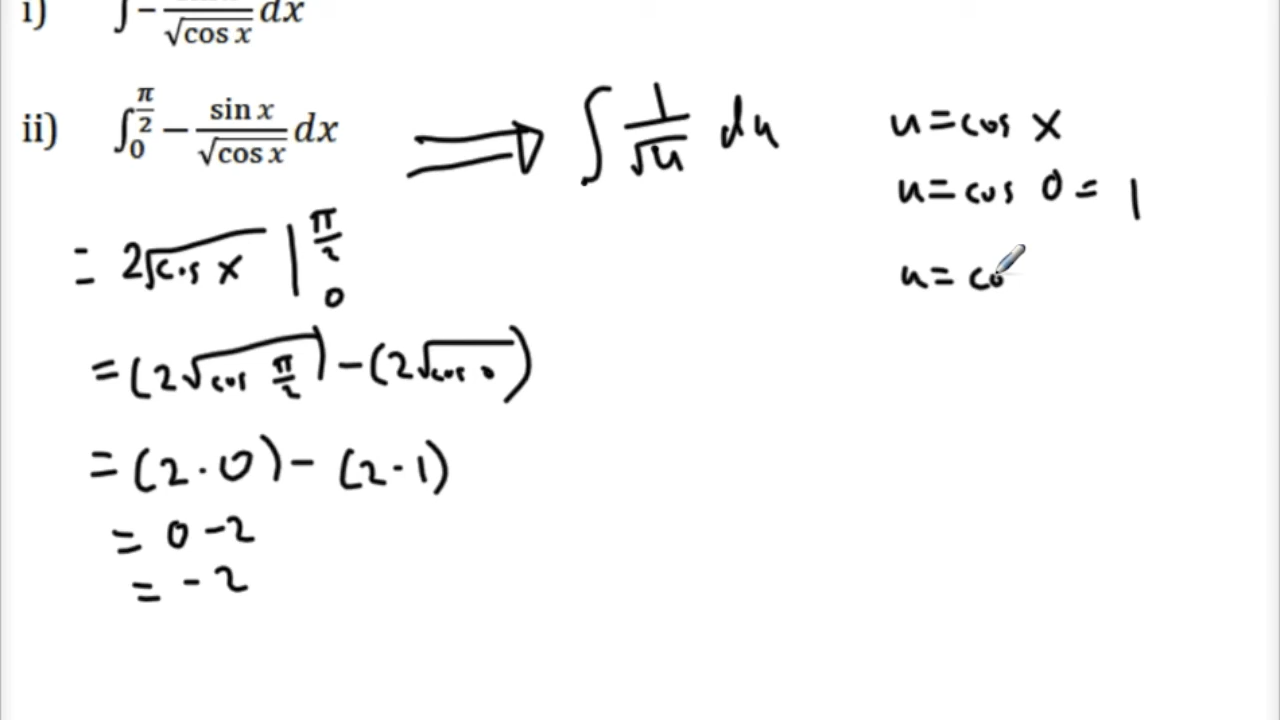 i) ∫ - sin x / √cos x dx
ii) ∫₀^(π/2) - sin x / √cos x dx ⟹ ∫ 1/√u du
u = cos x
u = cos 0 = 1
u = co
= 2√cos x |₀^(π/2)
= (2√cos π/2) - (2√cos 0)
= (2 · 0) - (2 · 1)
= 0 - 2
= - 2